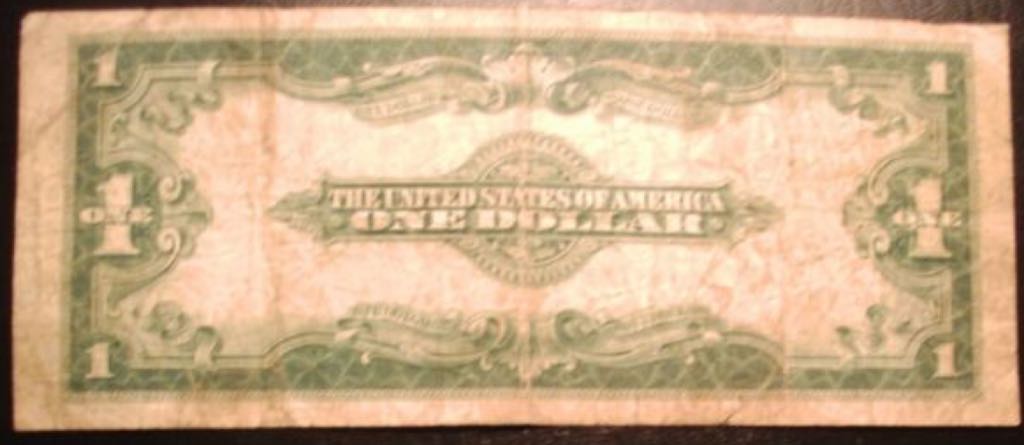 1 1
THE UNITED STATES OF AMERICA
1 ONE 1 ONE
ONE DOLLAR
1 1